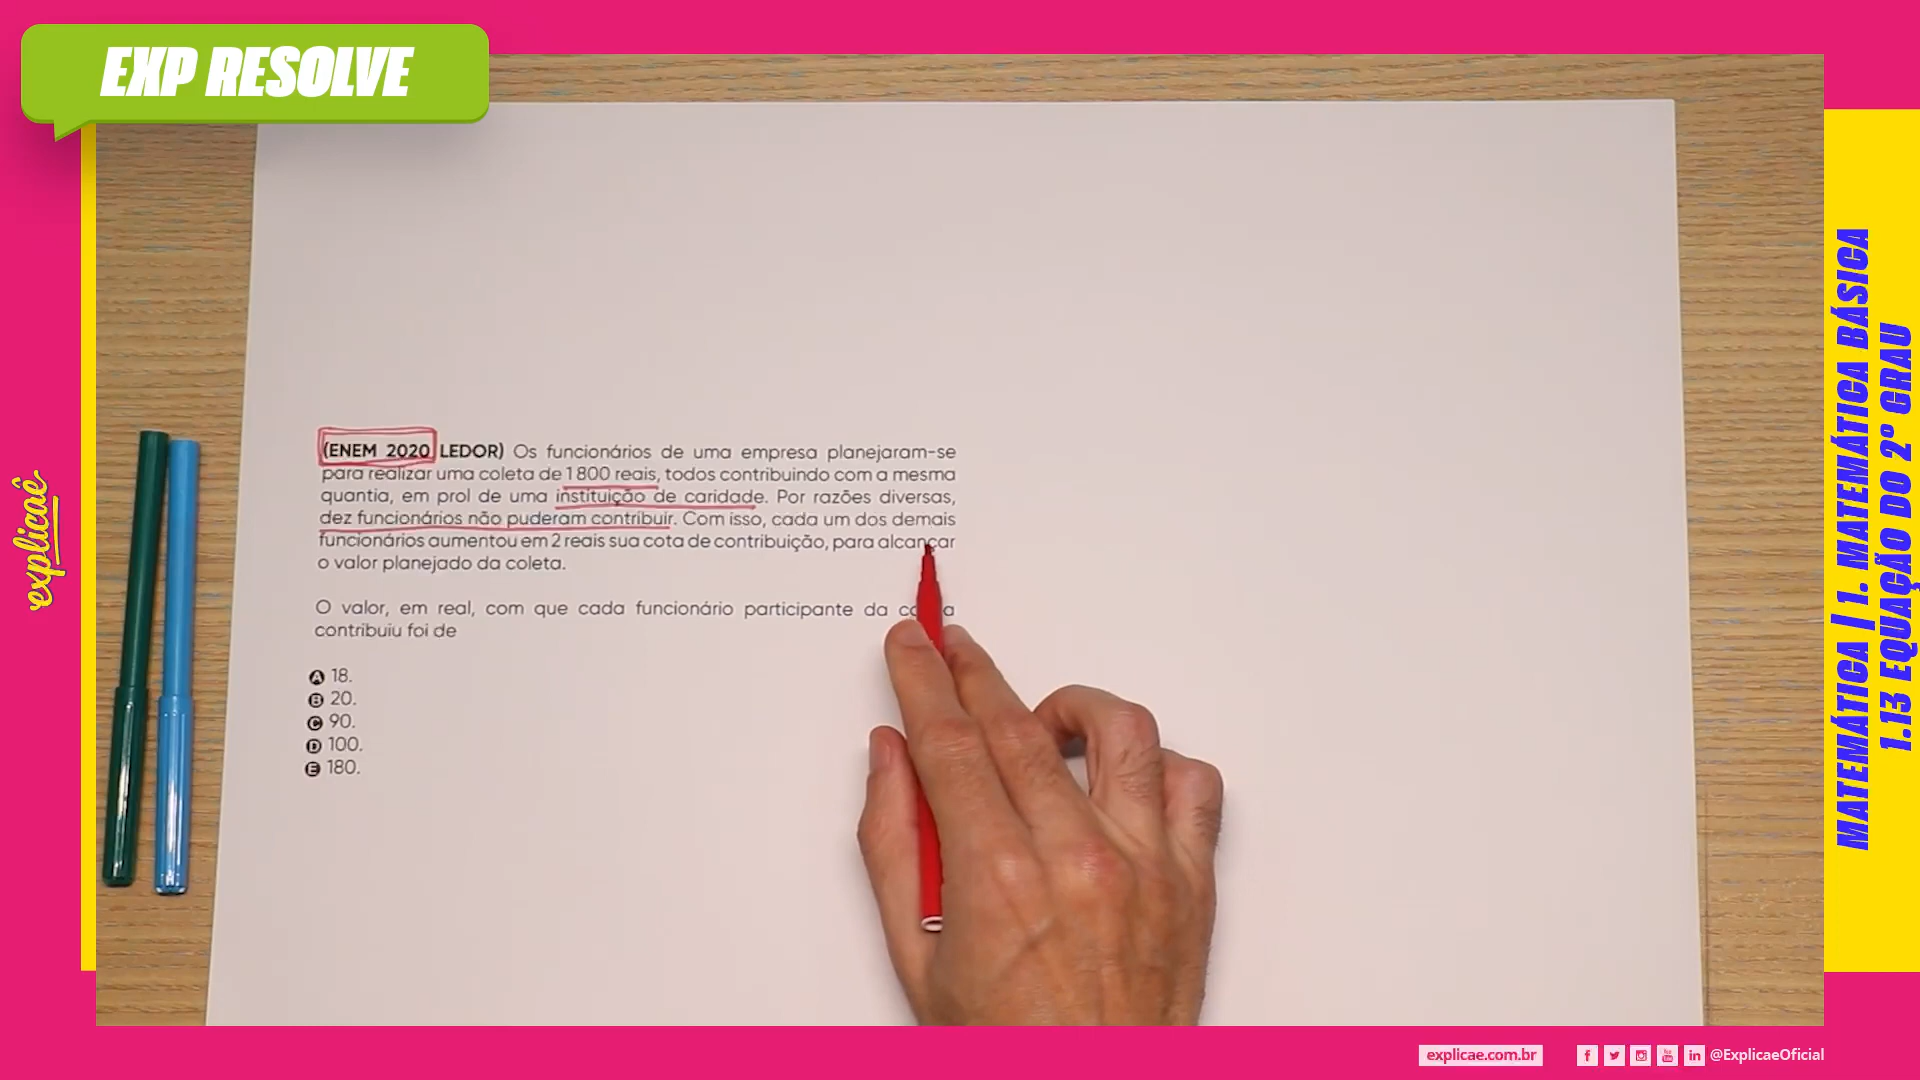 EXP RESOLVE
(ENEM 2020 LEDOR) Os funcionários de uma empresa planejaram-se
para realizar uma coleta de 1 800 reais, todos contribuindo com a mesma
quantia, em prol de uma instituição de caridade. Por razões diversas,
dez funcionários não puderam contribuir. Com isso, cada um dos demais
funcionários aumentou em 2 reais sua cota de contribuição, para alcançar
o valor planejado da coleta.
O valor, em real, com que cada funcionário participante da
contribuiu foi de
A 18.
B 20.
C 90.
D 100.
E 180.
explicaê
MATEMÁTICA | 1. MATEMÁTICA BÁSICA
1.13 EQUAÇÃO DO 2º GRAU
explicae.com.br
@ExplicaeOficial